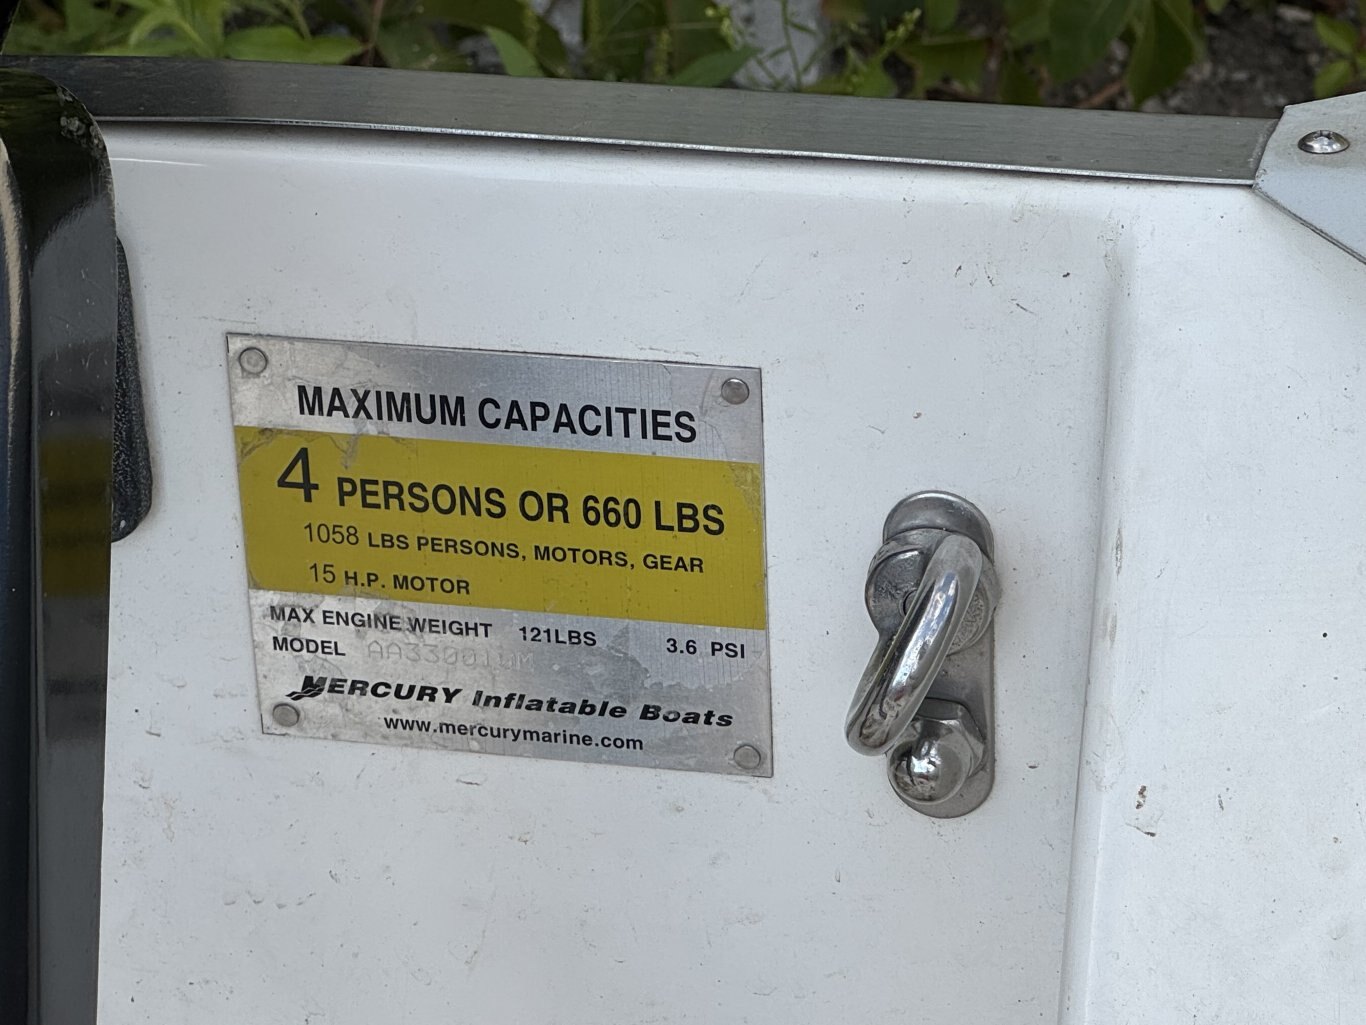 MAXIMUM CAPACITIES
4 PERSONS OR 660 LBS
1058 LBS PERSONS, MOTORS, GEAR
15 H.P. MOTOR
MAX ENGINE WEIGHT 121LBS 3.6 PSI
MODEL
MERCURY Inflatable Boats
www.mercurymarine.com